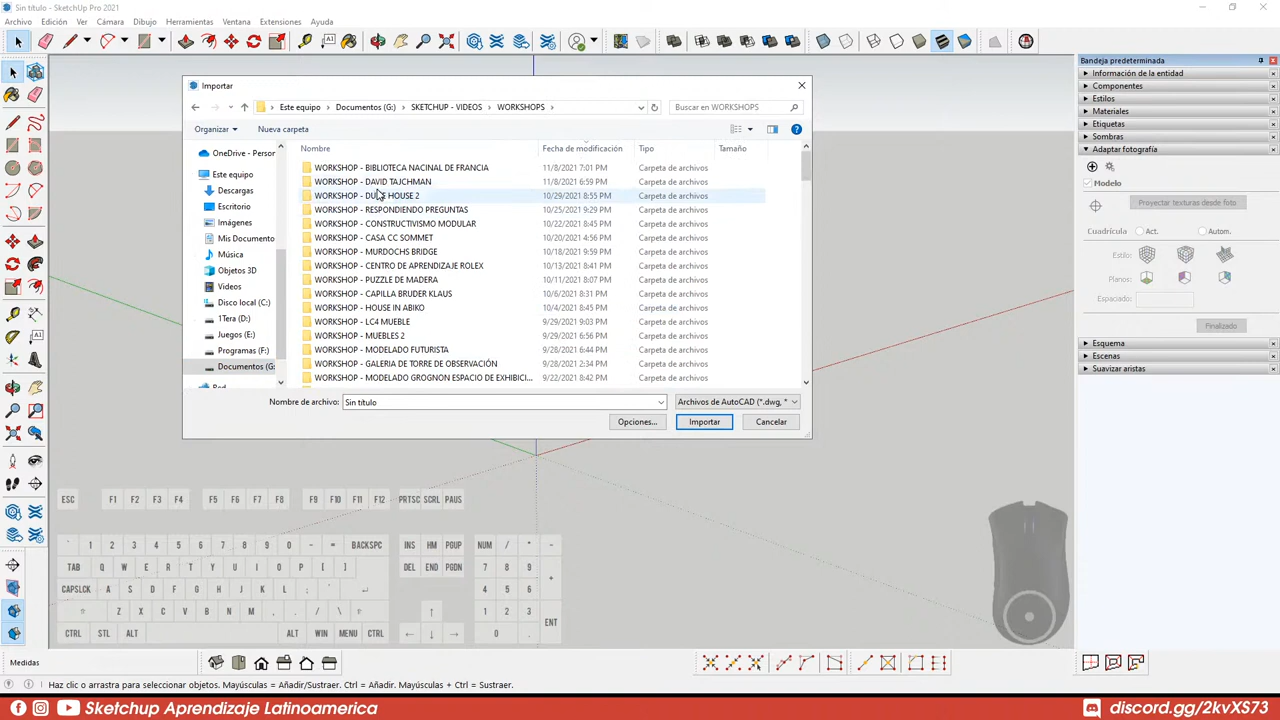 Sin título - SketchUp Pro 2021
Archivo Edición Ver Cámara Dibujo Herramientas Ventana Extensiones Ayuda
Bandeja predeterminada
Información de la entidad
Componentes
Estilos
Materiales
Etiquetas
Sombras
Adaptar fotografía
Modelo
Proyectar texturas desde foto
Cuadrícula Act. Autom.
Estilo:
Planos:
Espaciado:
Finalizado
Esquema
Escenas
Suavizar aristas
Importar
Este equipo › Documentos (G:) › SKETCHUP - VIDEOS › WORKSHOPS ›
Buscar en WORKSHOPS
Organizar Nueva carpeta
OneDrive - Person
Este equipo
Descargas
Escritorio
Imágenes
Mis Documento
Música
Objetos 3D
Videos
Disco local (C:)
1Tera (D:)
Juegos (E:)
Programas (F:)
Documentos (G:
Red
Nombre Fecha de modificación Tipo Tamaño
WORKSHOP - BIBLIOTECA NACINAL DE FRANCIA 11/8/2021 7:01 PM Carpeta de archivos
WORKSHOP - DAVID TAJCHMAN 11/8/2021 6:59 PM Carpeta de archivos
WORKSHOP - HOUSE 2 10/29/2021 8:55 PM Carpeta de archivos
WORKSHOP - RESPONDIENDO PREGUNTAS 10/25/2021 9:29 PM Carpeta de archivos
WORKSHOP - CONSTRUCTIVISMO MODULAR 10/22/2021 8:45 PM Carpeta de archivos
WORKSHOP - CASA CC SOMMET 10/20/2021 4:56 PM Carpeta de archivos
WORKSHOP - MURDOCHS BRIDGE 10/18/2021 9:59 PM Carpeta de archivos
WORKSHOP - CENTRO DE APRENDIZAJE ROLEX 10/13/2021 8:41 PM Carpeta de archivos
WORKSHOP - PUZZLE DE MADERA 10/11/2021 8:07 PM Carpeta de archivos
WORKSHOP - CAPILLA BRUDER KLAUS 10/6/2021 8:31 PM Carpeta de archivos
WORKSHOP - HOUSE IN ABIKO 10/4/2021 8:45 PM Carpeta de archivos
WORKSHOP - LC4 MUEBLE 9/29/2021 9:03 PM Carpeta de archivos
WORKSHOP - MUEBLES 2 9/29/2021 6:56 PM Carpeta de archivos
WORKSHOP - MODELADO FUTURISTA 9/28/2021 6:44 PM Carpeta de archivos
WORKSHOP - GALERIA DE TORRE DE OBSERVACIÓN 9/28/2021 2:34 PM Carpeta de archivos
WORKSHOP - MODELADO GROGNON ESPACIO DE EXHIBICI... 9/22/2021 8:42 PM Carpeta de archivos
Nombre de archivo: Sin título Archivos de AutoCAD (*.dwg, *
Opciones... Importar Cancelar
ESC F1 F2 F3 F4 F5 F6 F7 F8 F9 F10 F11 F12 PRTSC SCRL PAUS
` 1 2 3 4 5 6 7 8 9 0 - = BACKSPC INS HM PGUP NUM / * -
TAB Q W E R T Y U I O P [ ] DEL END PGDN 7 8 9 +
CAPSLCK A S D F G H J K L ; ' 4 5 6
⇧ Z X C V B N M , . / \ ⇧ ↑ 1 2 3 ENT
CTRL STL ALT ALT WIN MENU CTRL ← ↓ → 0 .
Medidas
Haz clic o arrastra para seleccionar objetos. Mayúsculas = Añadir/Sustraer. Ctrl = Añadir. Mayúsculas + Ctrl = Sustraer.
Sketchup Aprendizaje Latinoamerica
discord.gg/2kvXS73